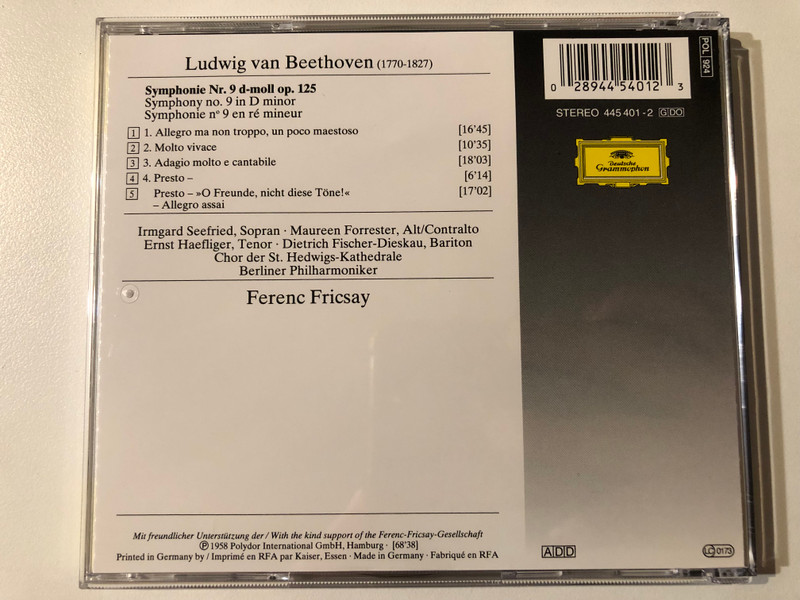 Ludwig van Beethoven (1770-1827)
Symphonie Nr. 9 d-moll op. 125
Symphony no. 9 in D minor
Symphonie nº 9 en ré mineur
1 1. Allegro ma non troppo, un poco maestoso [16'45]
2 2. Molto vivace [10'35]
3 3. Adagio molto e cantabile [18'03]
4 4. Presto – [6'14]
5 Presto – »O Freunde, nicht diese Töne!« [17'02]
– Allegro assai
Irmgard Seefried, Sopran · Maureen Forrester, Alt/Contralto
Ernst Haefliger, Tenor · Dietrich Fischer-Dieskau, Bariton
Chor der St. Hedwigs-Kathedrale
Berliner Philharmoniker
Ferenc Fricsay
Mit freundlicher Unterstützung der / With the kind support of the Ferenc-Fricsay-Gesellschaft
℗ 1958 Polydor International GmbH, Hamburg · [68'38]
Printed in Germany by / Imprimé en RFA par Kaiser, Essen · Made in Germany · Fabriqué en RFA
0 28944 54012 3
POL 924
STEREO 445 401-2 GDO
Deutsche
Grammophon
ADD
LC 0173